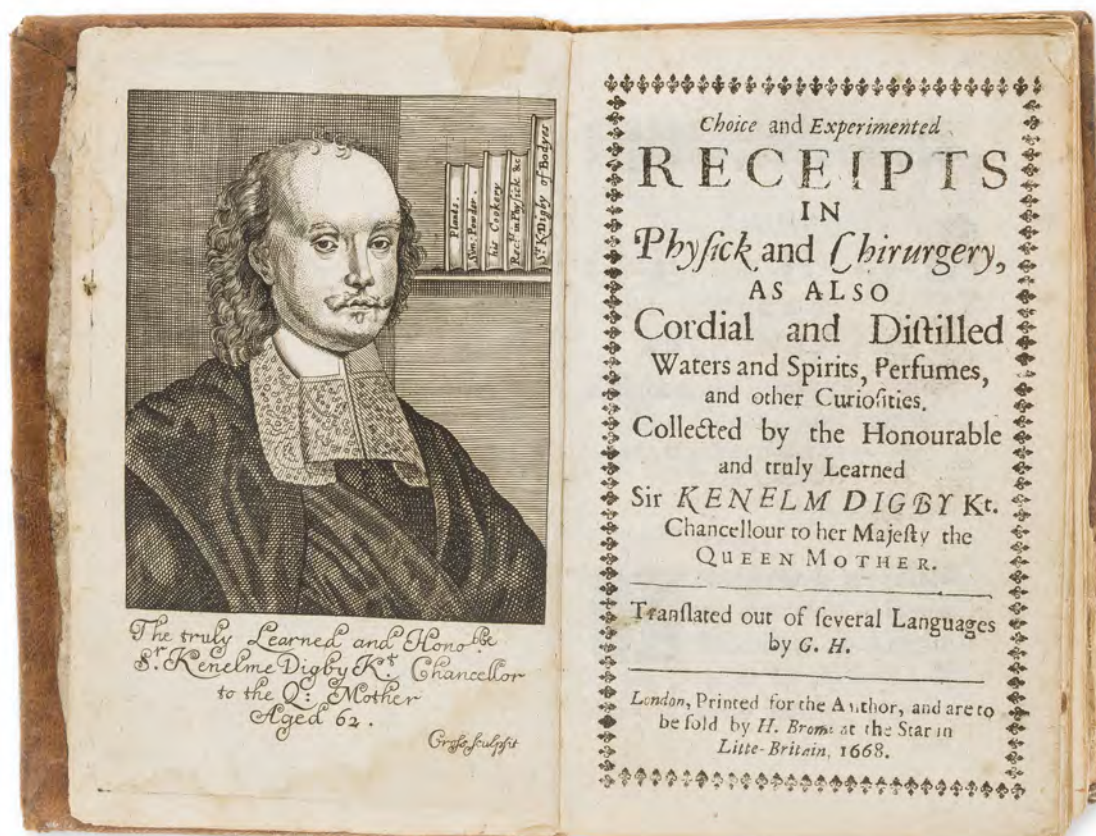 Plants.
Sim: Powder.
his Cookery
Rec.ts in Physick &c
Sr. K Digby of Bodyes
The truly Learned and Honoble
Sr. Kenelme Digby Kt. Chancellor
to the Q: Mother
Aged 62.
Gross sculpsit
Choice and Experimented
RECEIPTS
IN
Phyſick and Chirurgery,
AS ALSO
Cordial and Diſtilled
Waters and Spirits, Perfumes,
and other Curioſities.
Collected by the Honourable
and truly Learned
Sir KENELM DIGBY Kt.
Chancellour to her Majeſty the
QUEEN MOTHER.
Tranſlated out of ſeveral Languages
by G. H.
London, Printed for the Author, and are to
be ſold by H. Brome at the Star in
Litte-Britain, 1668.